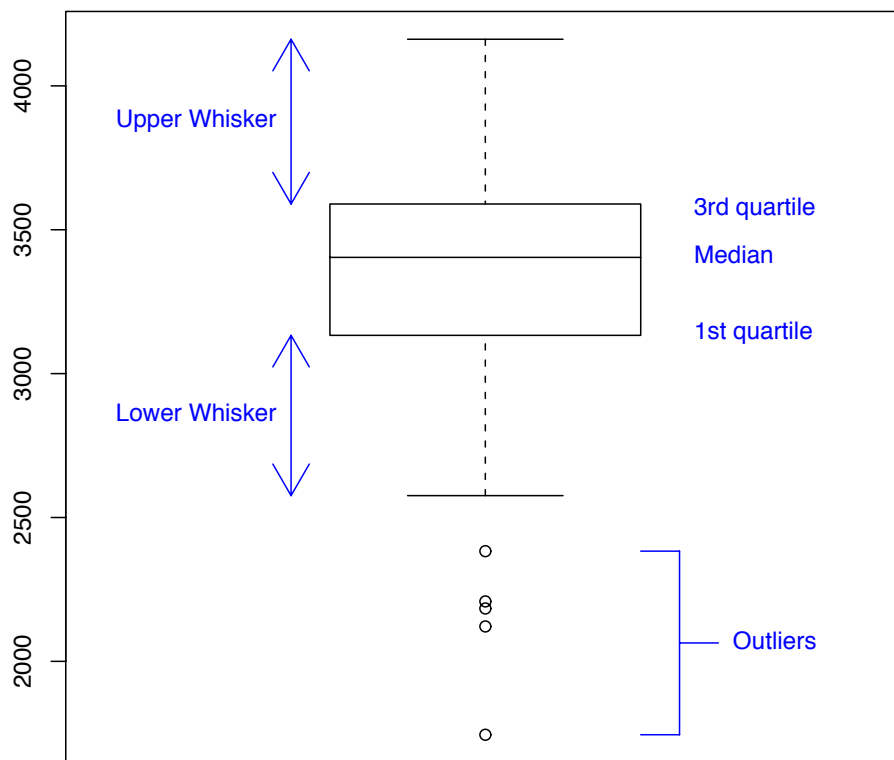 4000
Upper Whisker
3rd quartile
3500
Median
1st quartile
3000
Lower Whisker
2500
Outliers
2000